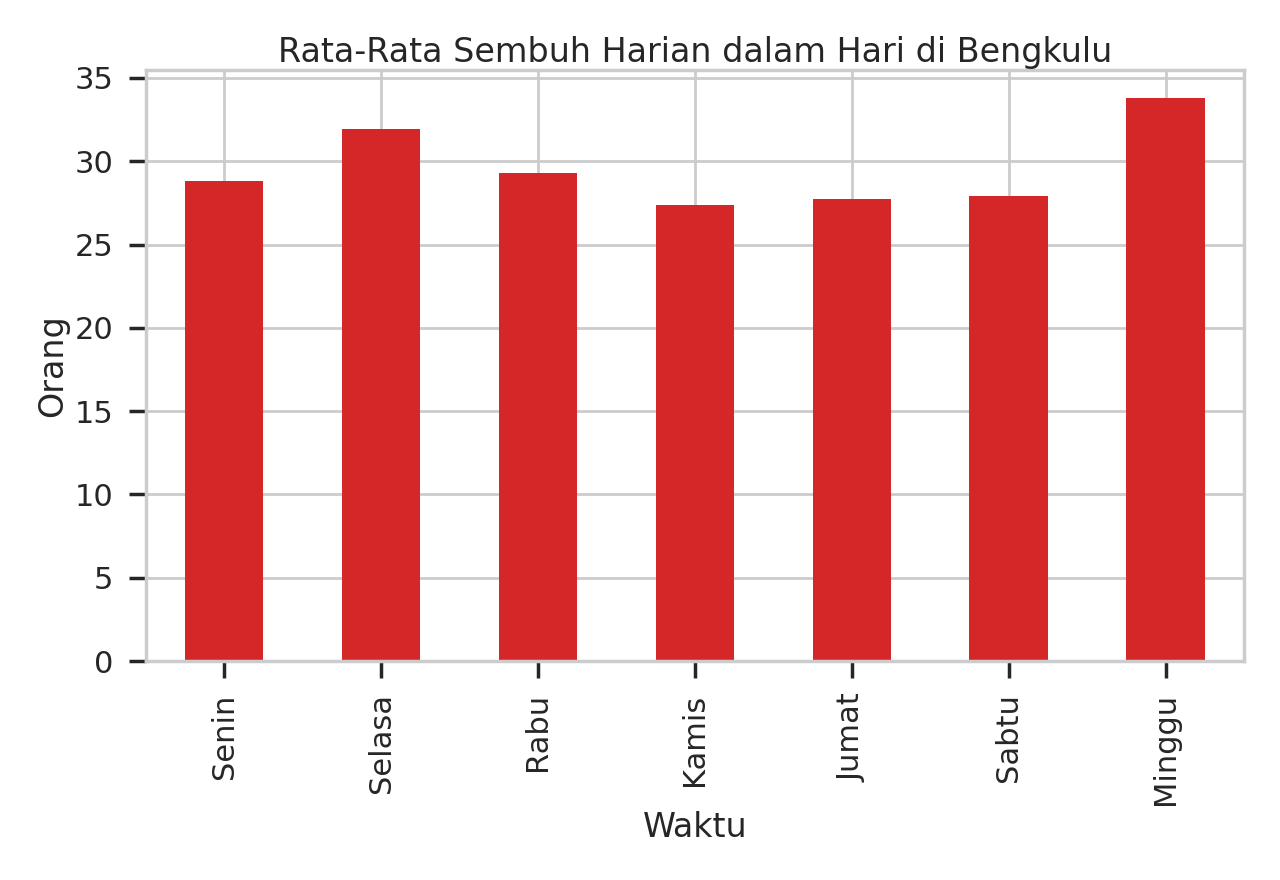 Rata-Rata Sembuh Harian dalam Hari di Bengkulu
35
30
25
20
15
10
5
0
Orang
Senin
Selasa
Rabu
Kamis
Jumat
Sabtu
Minggu
Waktu